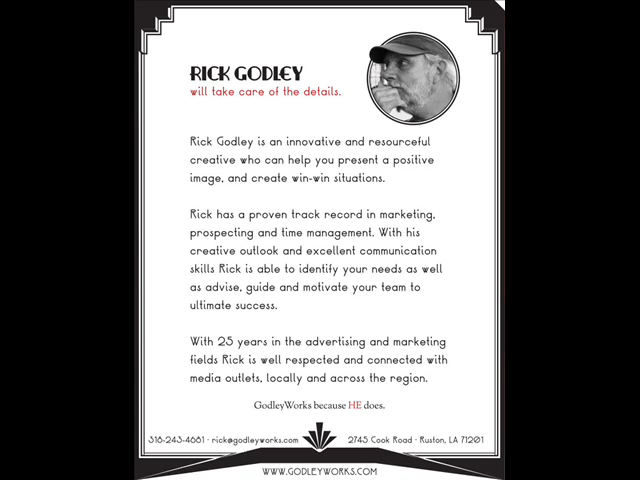 RICK GODLEY
will take care of the details.
Rick Godley is an innovative and resourceful
creative who can help you present a positive
image, and create win-win situations.
Rick has a proven track record in marketing,
prospecting and time management. With his
creative outlook and excellent communication
skills Rick is able to identify your needs as well
as advise, guide and motivate your team to
ultimate success.
With 25 years in the advertising and marketing
fields Rick is well respected and connected with
media outlets, locally and across the region.
GodleyWorks because HE does.
318-243-4681 · rick@godleyworks.com
2743 Cook Road · Ruston, LA 71201
WWW.GODLEYWORKS.COM